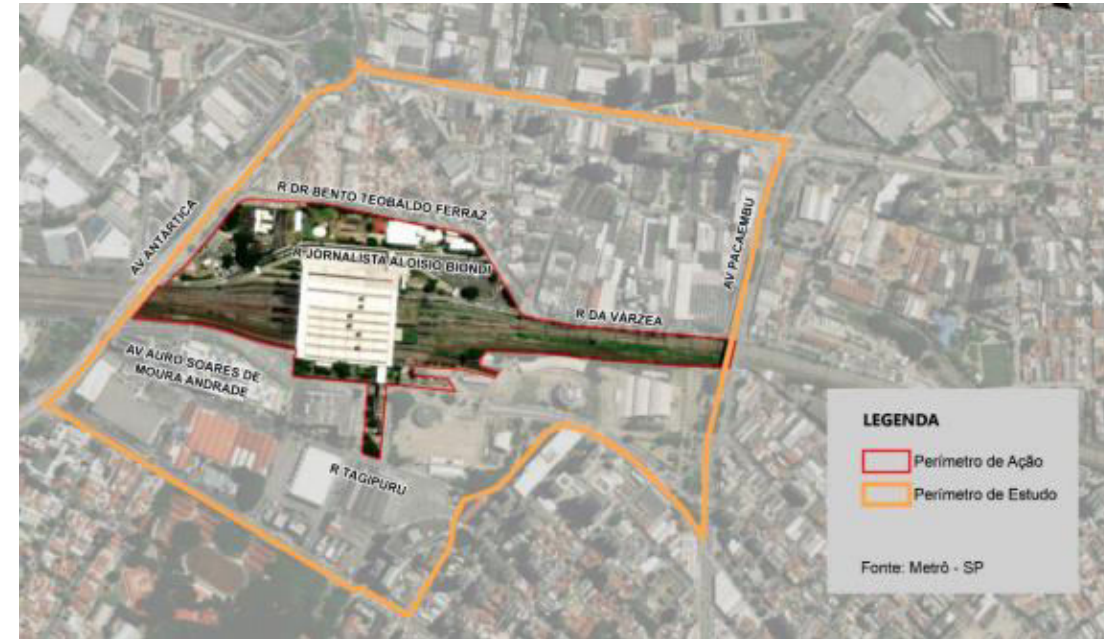 R DR BENTO TEOBALDO FERRAZ
AV ANTÁRTICA
R JORNALISTA ALOISIO BIONDI
AV PACAEMBU
R DA VÁRZEA
AV AURO SOARES DE
MOURA ANDRADE
R TAGIPURU
LEGENDA
Perímetro de Ação
Perímetro de Estudo
Fonte: Metrô - SP